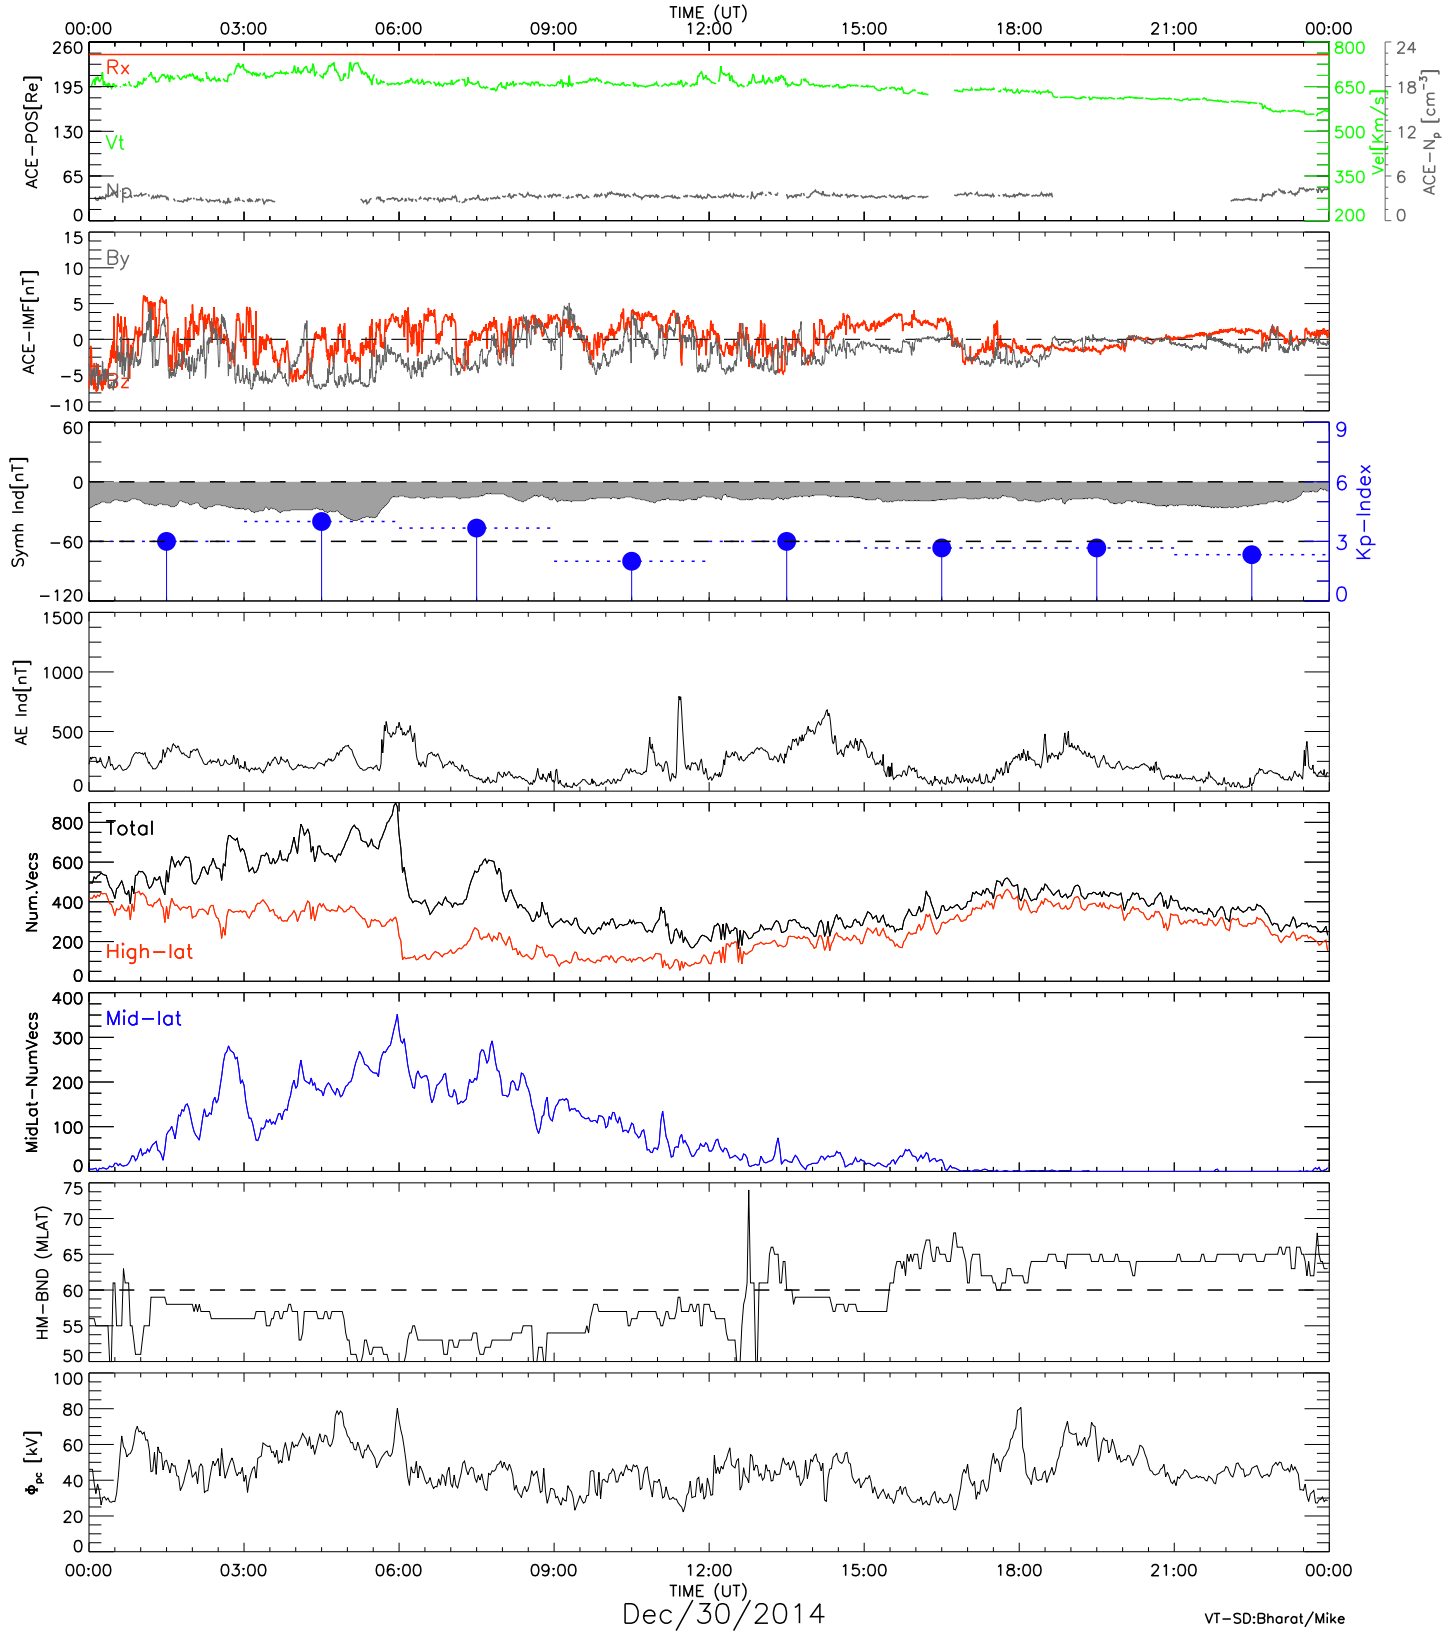 TIME (UT)
00:00 03:00 06:00 09:00 12:00 15:00 18:00 21:00 00:00
ACE-POS[Re]
260
195
130
65
0
Rx
Vt
Np
800
650
500
350
200
Vel[Km/s]
24
18
12
6
0
ACE-Np [cm-3]
ACE-IMF[nT]
15
10
5
0
-5
-10
By
Bz
Symh Ind[nT]
60
0
-60
-120
9
6
3
0
Kp-Index
AE Ind[nT]
1500
1000
500
0
Num.Vecs
800
600
400
200
0
Total
High-lat
MidLat-NumVecs
400
300
200
100
0
Mid-lat
HM-BND (MLAT)
75
70
65
60
55
50
Φpc [kV]
100
80
60
40
20
0
00:00 03:00 06:00 09:00 12:00 15:00 18:00 21:00 00:00
TIME (UT)
Dec/30/2014
VT-SD:Bharat/Mike